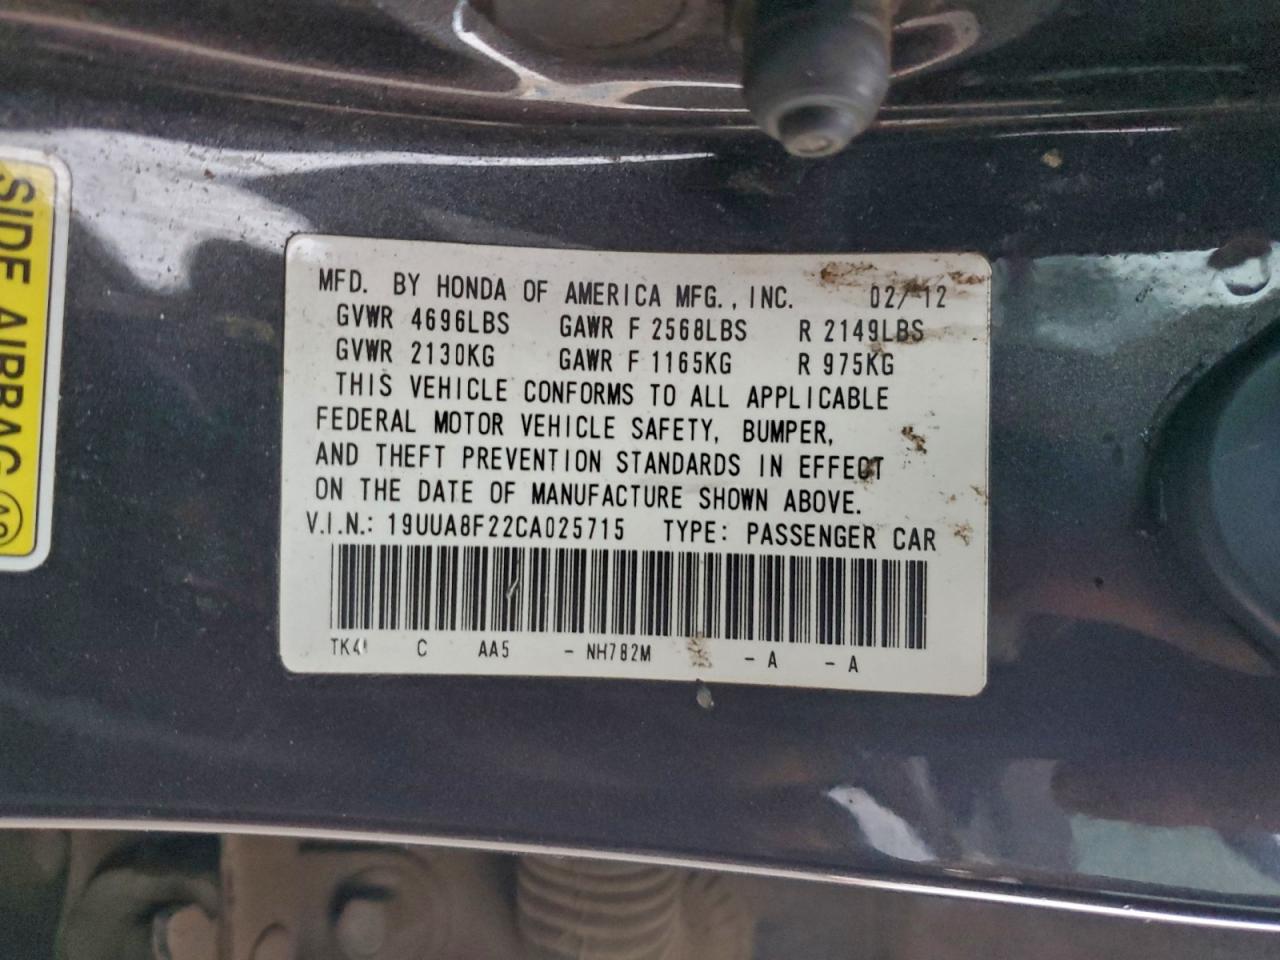 SIDE AIRBAG
MFD. BY HONDA OF AMERICA MFG., INC. 02/ 12
GVWR 4696LBS GAWR F 2568LBS R 2149LBS
GVWR 2130KG GAWR F 1165KG R 975KG
THIS VEHICLE CONFORMS TO ALL APPLICABLE
FEDERAL MOTOR VEHICLE SAFETY, BUMPER,
AND THEFT PREVENTION STANDARDS IN EFFECT
ON THE DATE OF MANUFACTURE SHOWN ABOVE.
V.I.N.: 19UUA8F22CA025715 TYPE: PASSENGER CAR
C AA5 - NH782M - A - A